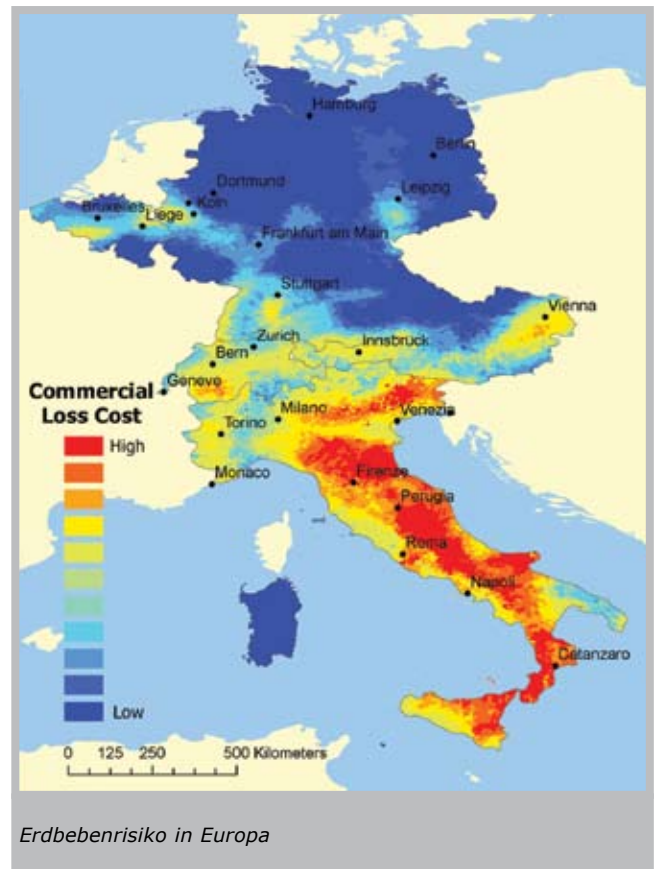 Hamburg
Berlin
Dortmund
Leipzig
Bruxelles
Köln
Liege
Frankfurt am Main
Stuttgart
Vienna
Zurich
Innsbruck
Bern
Geneve
Commercial
Loss Cost
Milano
Venezia
Torino
High
Monaco
Firenze
Perugia
Roma
Napoli
Catanzaro
Low
0 125 250 500 Kilometers
Erdbebenrisiko in Europa